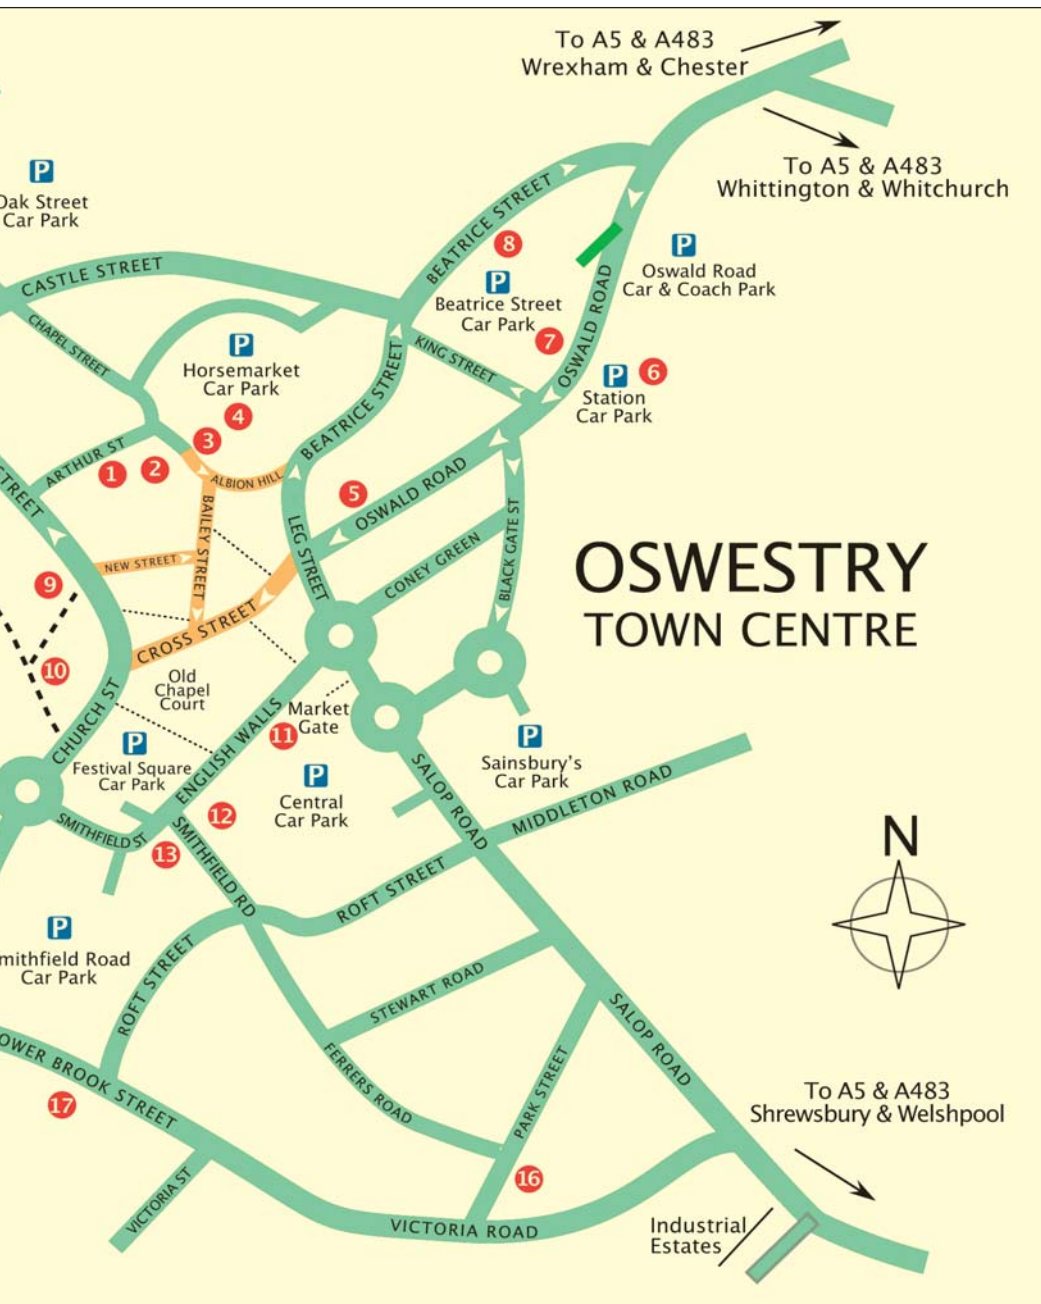 To A5 & A483
Wrexham & Chester
To A5 & A483
Whittington & Whitchurch
P
Oak Street
Car Park
BEATRICE STREET
8
P
Beatrice Street
Car Park
7
P
Oswald Road
Car & Coach Park
OSWALD ROAD
CASTLE STREET
CHAPEL STREET
P
Horsemarket
Car Park
4
3
KING STREET
P
6
Station
Car Park
BEATRICE STREET
ARTHUR ST
1
2
ALBION HILL
STREET
BAILEY STREET
5
OSWALD ROAD
LEG STREET
CONEY GREEN
BLACK GATE ST
NEW STREET
9
CROSS STREET
10
OSWESTRY
TOWN CENTRE
Old
Chapel
Court
CHURCH ST
Market
Gate
11
ENGLISH WALLS
P
Festival Square
Car Park
P
Central
Car Park
P
Sainsbury's
Car Park
SALOP ROAD
MIDDLETON ROAD
12
SMITHFIELD ST
13
SMITHFIELD RD
ROFT STREET
N
P
mithfield Road
Car Park
ROFT STREET
STEWART ROAD
SALOP ROAD
OWER BROOK STREET
FERRERS ROAD
PARK STREET
17
16
To A5 & A483
Shrewsbury & Welshpool
VICTORIA ST
VICTORIA ROAD
Industrial
Estates